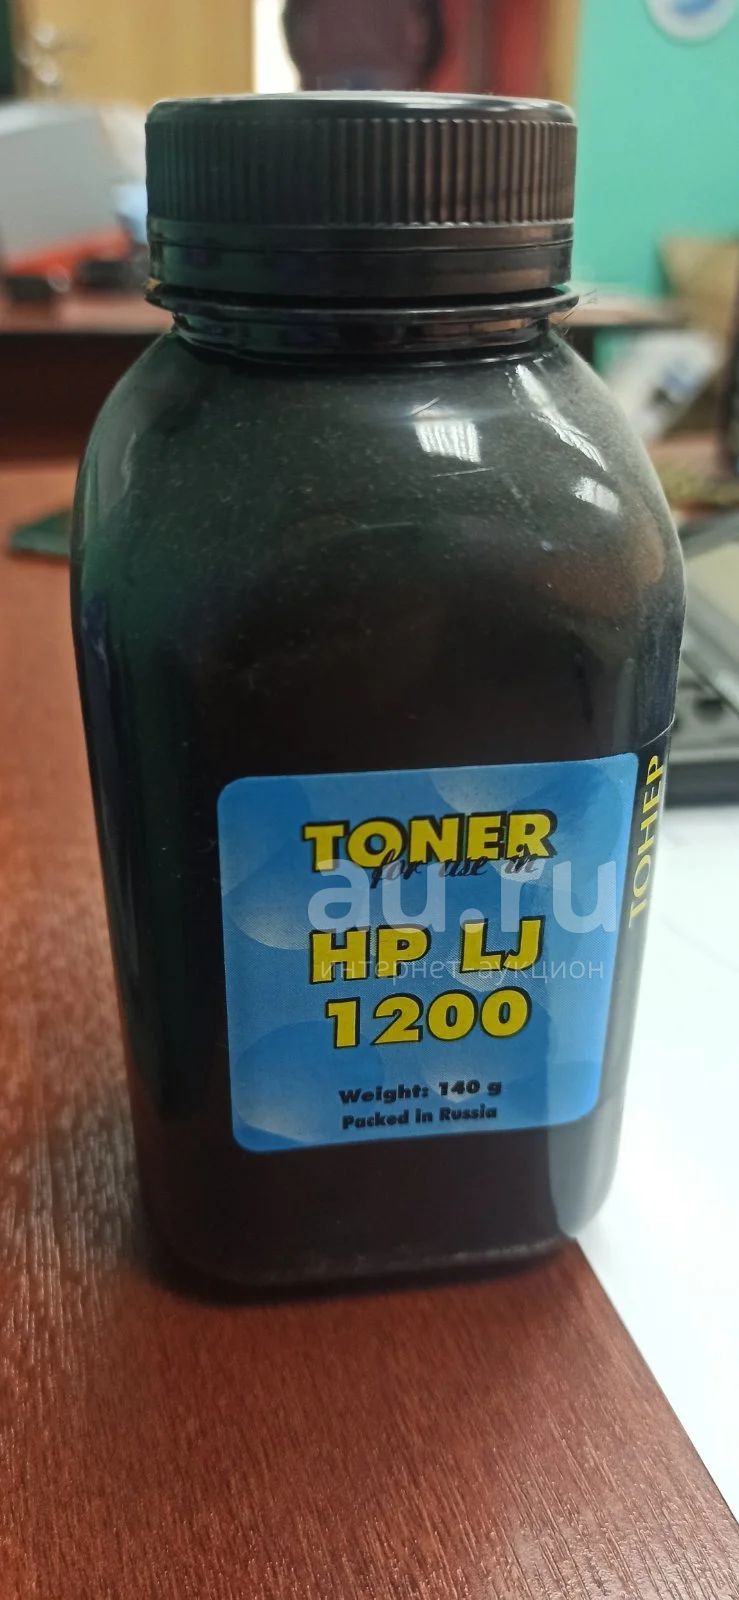 TONER
for use in
HP LJ
1200
Weight: 140 g
Packed in Russia
ТОНЕР
au.ru
интернет-аукцион